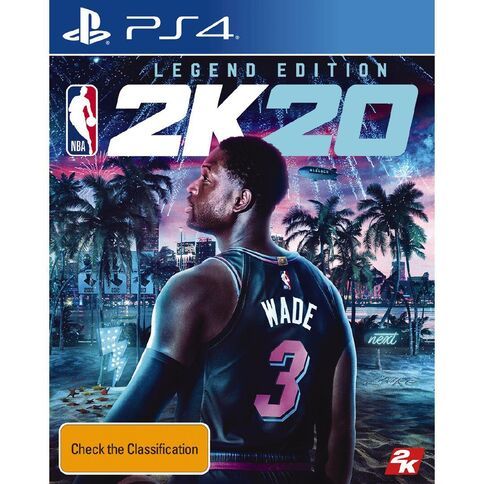 PS4
LEGEND EDITION
NBA
2K20
WADE
3
next
Check the Classification
2K